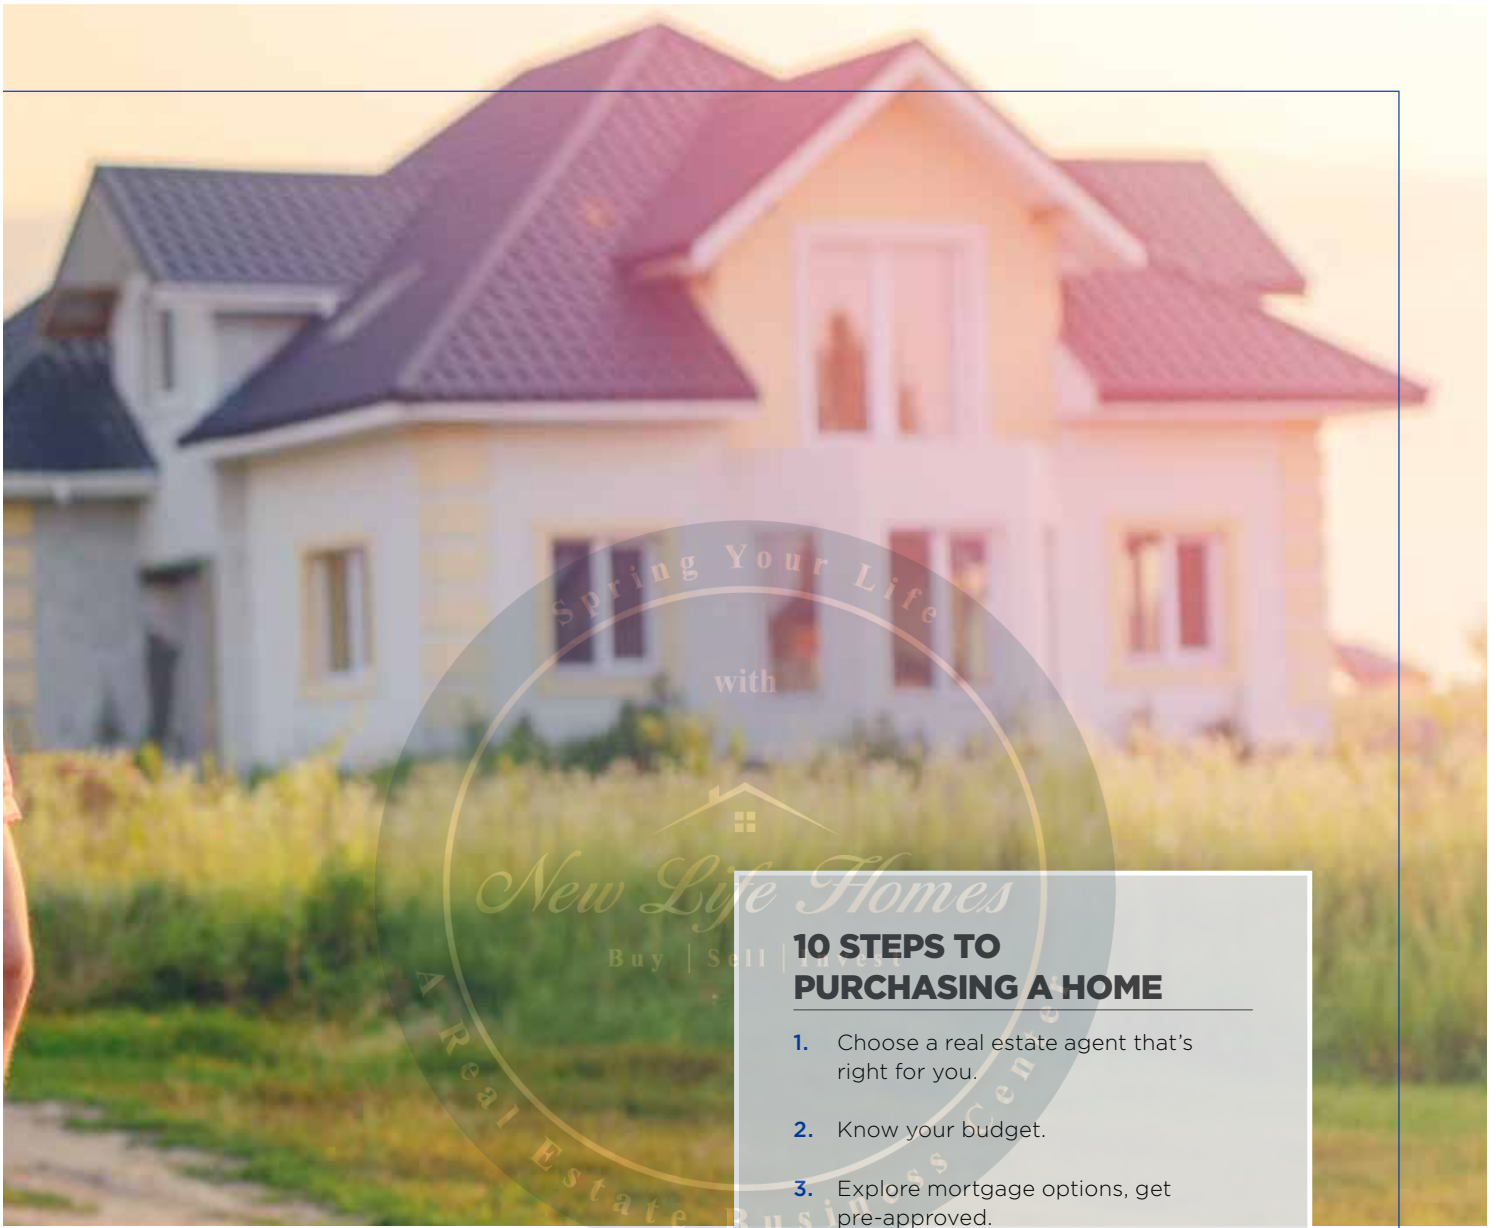 Spring Your Life
with
New Life Homes
Buy | Sell | Invest
A Real Estate Business Center
10 STEPS TO
PURCHASING A HOME
1. Choose a real estate agent that’s
right for you.
2. Know your budget.
3. Explore mortgage options, get
pre-approved.